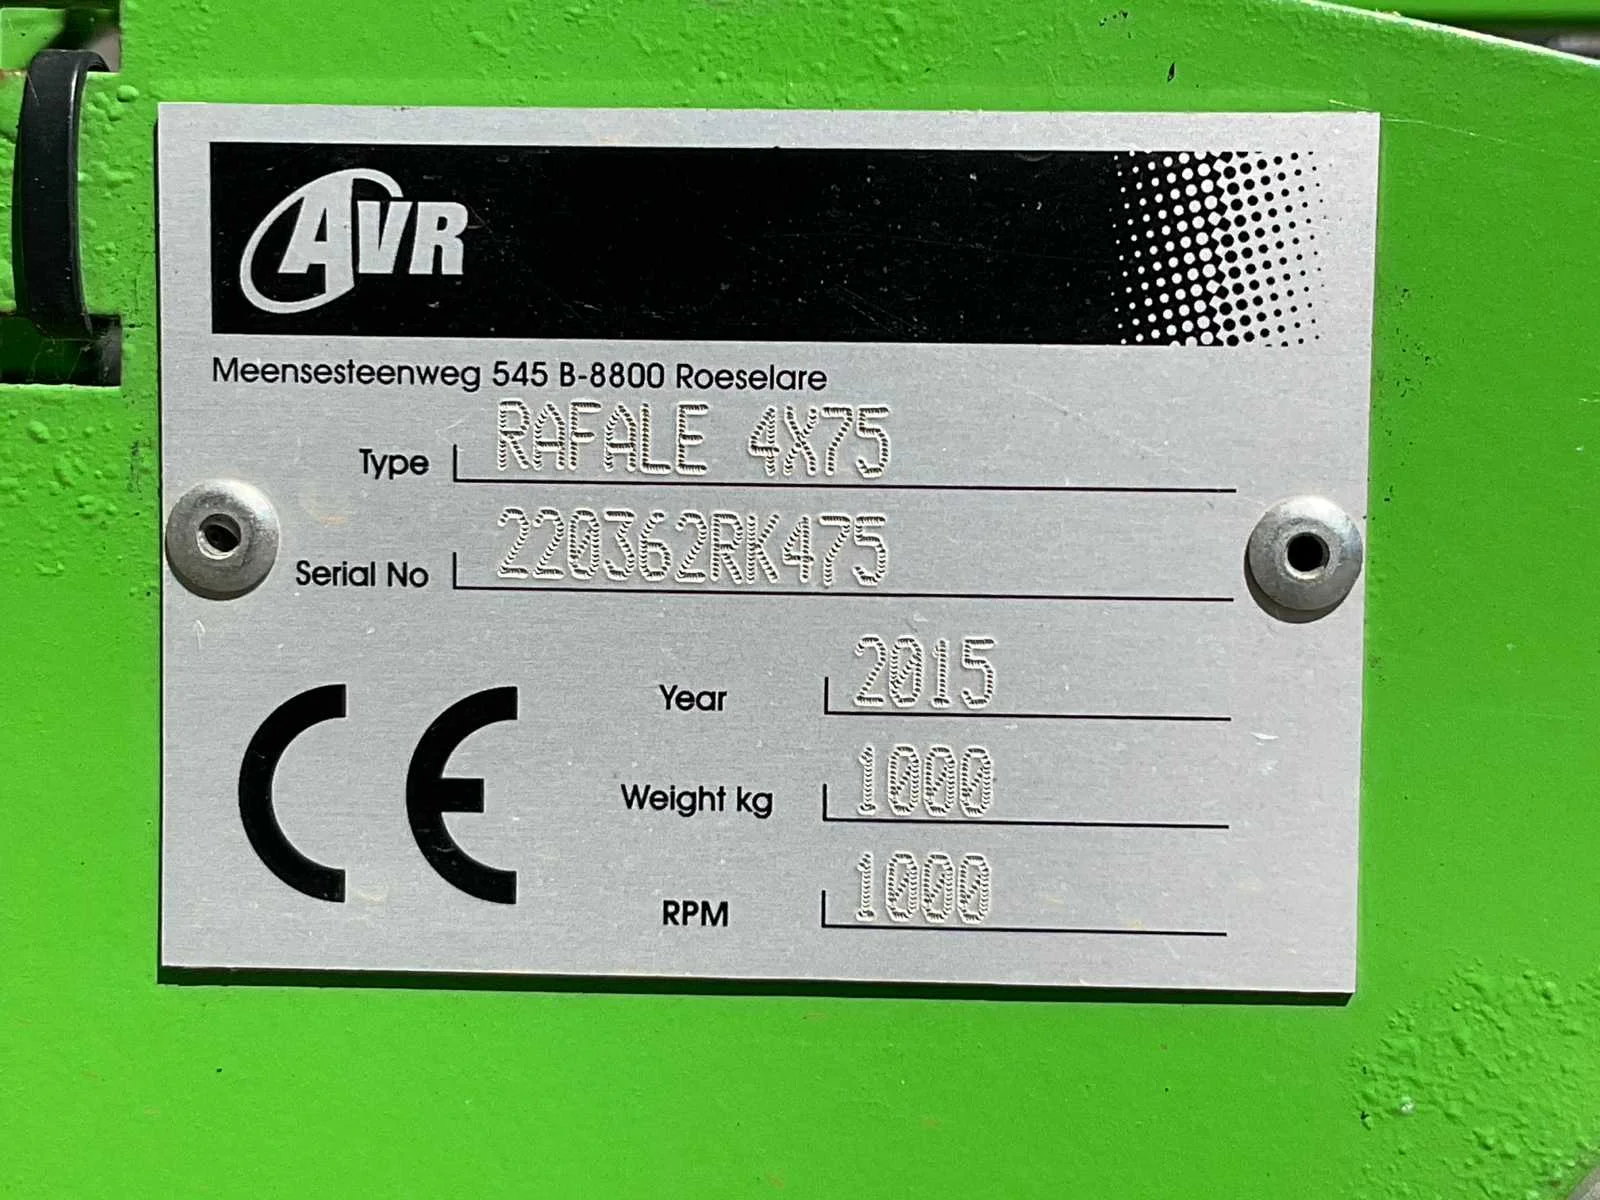 AVR
Meensesteenweg 545 B-8800 Roeselare
Type RAFALE 4X75
Serial No 220362RK475
CE
Year 2015
Weight kg 1000
RPM 1000